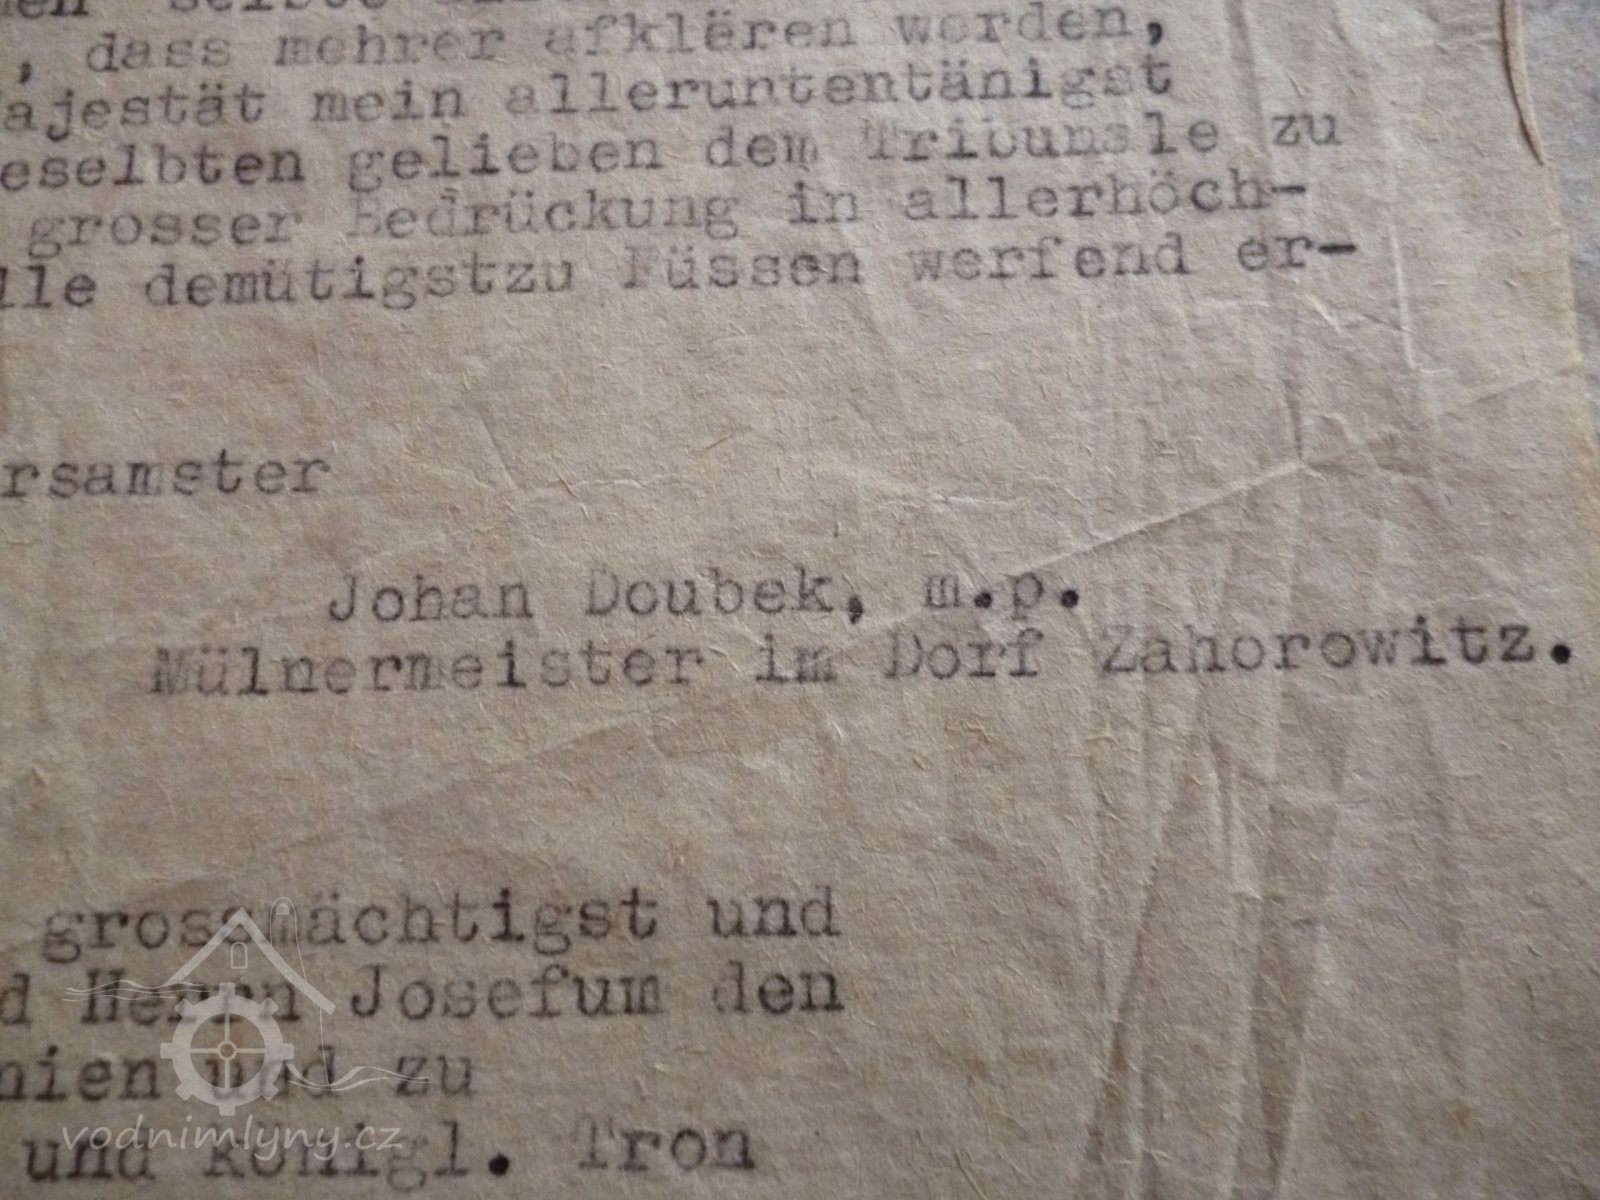 , dass mehrer afklären werden,
ajestät mein alleruntentänigst
eselbten gelieben dem Tribunale zu
grosser Bedrückung in allerhöch-
lle demütigstzu Füssen werfend er-
rsamster
Johan Doubek, m.p.
Mülnermeister im Dorf Zahorowitz.
grossmächtigst und
d Herrn Josefum den
nien und zu
und Königl. Tron
vodnimlyny.cz